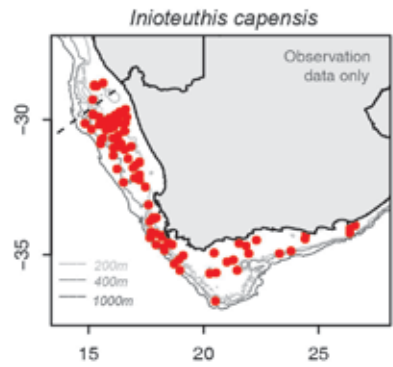 Inioteuthis capensis
Observation
data only
−30
−35
200m
400m
1000m
15 20 25